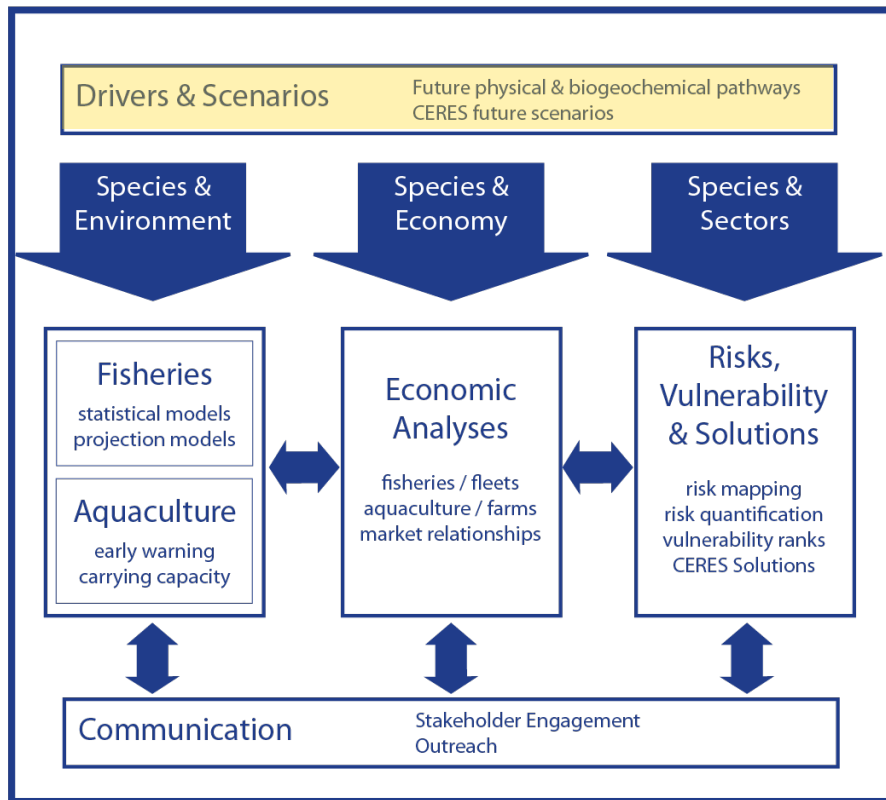 Drivers & Scenarios
Future physical & biogeochemical pathways
CERES future scenarios
Species &
Environment
Species &
Economy
Species &
Sectors
Fisheries
statistical models
projection models
Aquaculture
early warning
carrying capacity
Economic
Analyses
fisheries / fleets
aquaculture / farms
market relationships
Risks,
Vulnerability
& Solutions
risk mapping
risk quantification
vulnerability ranks
CERES Solutions
Communication
Stakeholder Engagement
Outreach